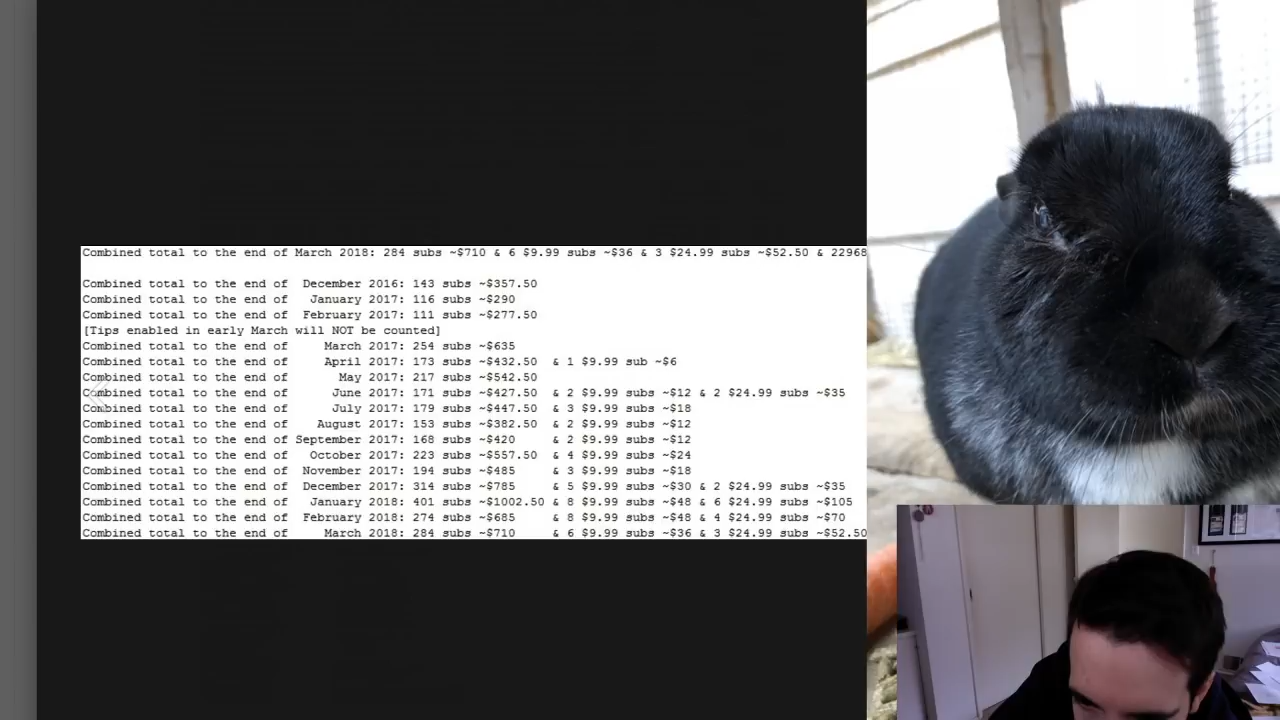 Combined total to the end of March 2018: 284 subs ~$710 & 6 $9.99 subs ~$36 & 3 $24.99 subs ~$52.50 & 22968
Combined total to the end of December 2016: 143 subs ~$357.50
Combined total to the end of January 2017: 116 subs ~$290
Combined total to the end of February 2017: 111 subs ~$277.50
[Tips enabled in early March will NOT be counted]
Combined total to the end of March 2017: 254 subs ~$635
Combined total to the end of April 2017: 173 subs ~$432.50 & 1 $9.99 sub ~$6
Combined total to the end of May 2017: 217 subs ~$542.50
Combined total to the end of June 2017: 171 subs ~$427.50 & 2 $9.99 subs ~$12 & 2 $24.99 subs ~$35
Combined total to the end of July 2017: 179 subs ~$447.50 & 3 $9.99 subs ~$18
Combined total to the end of August 2017: 153 subs ~$382.50 & 2 $9.99 subs ~$12
Combined total to the end of September 2017: 168 subs ~$420 & 2 $9.99 subs ~$12
Combined total to the end of October 2017: 223 subs ~$557.50 & 4 $9.99 subs ~$24
Combined total to the end of November 2017: 194 subs ~$485 & 3 $9.99 subs ~$18
Combined total to the end of December 2017: 314 subs ~$785 & 5 $9.99 subs ~$30 & 2 $24.99 subs ~$35
Combined total to the end of January 2018: 401 subs ~$1002.50 & 8 $9.99 subs ~$48 & 6 $24.99 subs ~$105
Combined total to the end of February 2018: 274 subs ~$685 & 8 $9.99 subs ~$48 & 4 $24.99 subs ~$70
Combined total to the end of March 2018: 284 subs ~$710 & 6 $9.99 subs ~$36 & 3 $24.99 subs ~$52.50